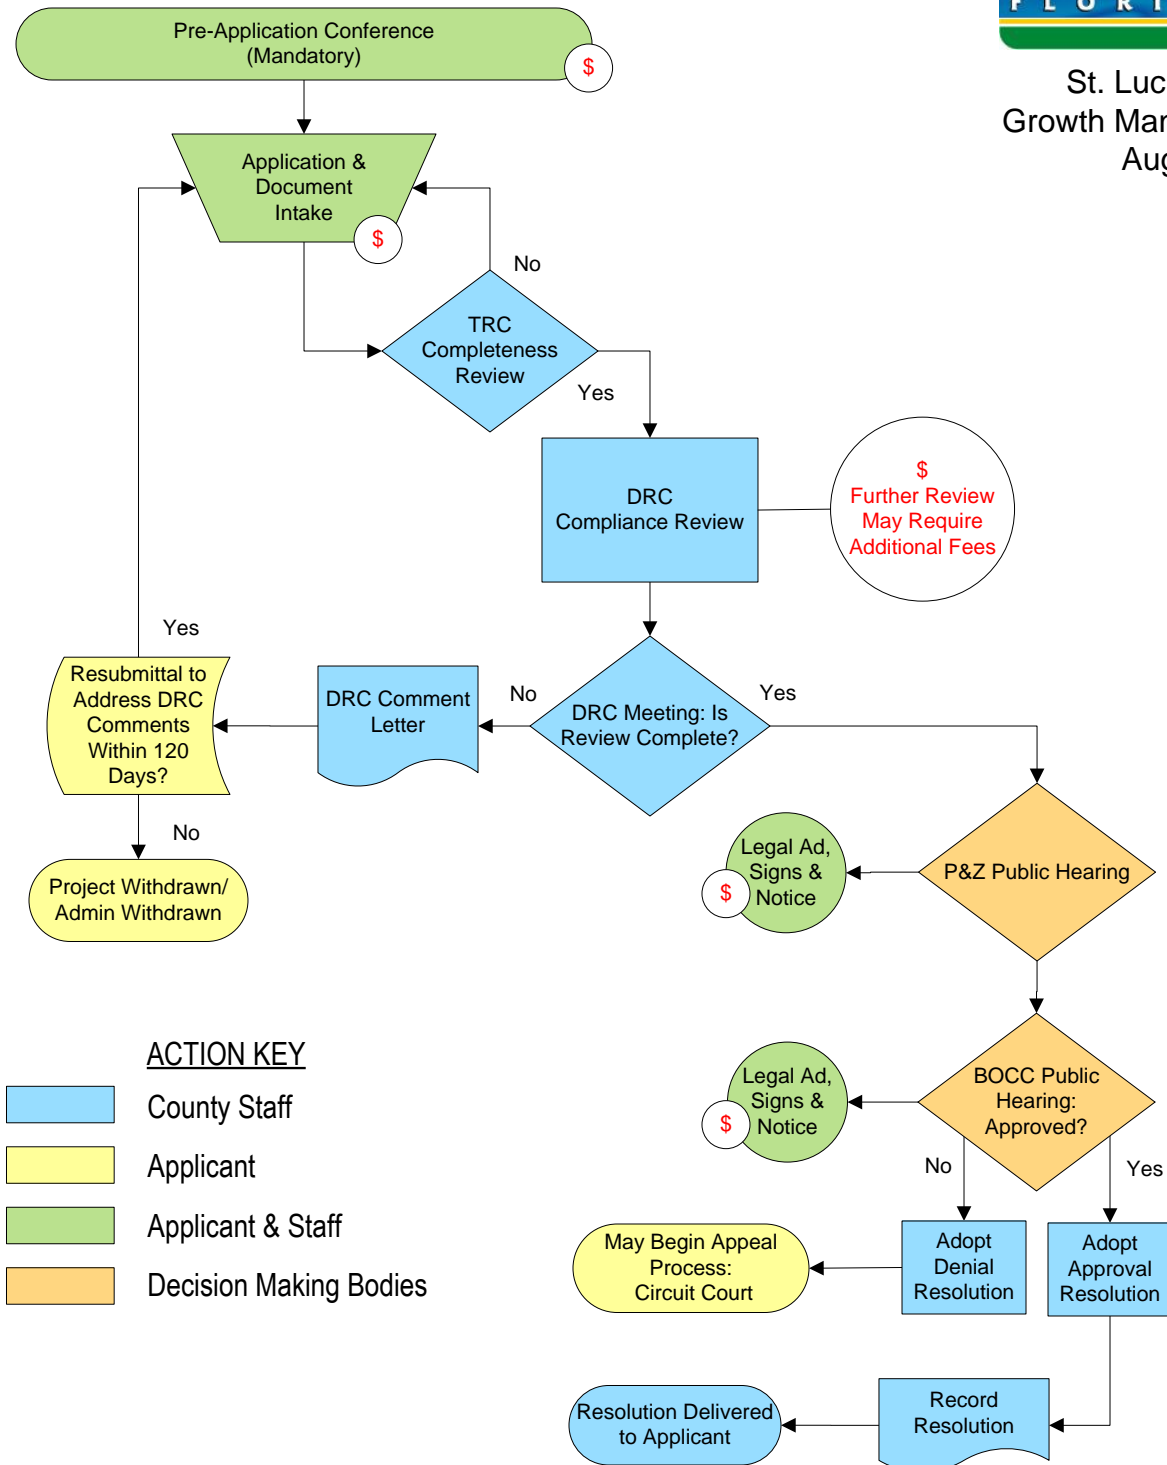 Pre-Application Conference
(Mandatory)
$
F L O R I
St. Luc
Growth Mar
Aug
Application &
Document
Intake
$
No
TRC
Completeness
Review
Yes
DRC
Compliance Review
$
Further Review
May Require
Additional Fees
Yes
Resubmittal to
Address DRC
Comments
Within 120
Days?
DRC Comment
Letter
No
DRC Meeting: Is
Review Complete?
Yes
No
Project Withdrawn/
Admin Withdrawn
Legal Ad,
Signs &
Notice
$
P&Z Public Hearing
ACTION KEY
County Staff
Applicant
Applicant & Staff
Decision Making Bodies
Legal Ad,
Signs &
Notice
$
BOCC Public
Hearing:
Approved?
No
Yes
May Begin Appeal
Process:
Circuit Court
Adopt
Denial
Resolution
Adopt
Approval
Resolution
Resolution Delivered
to Applicant
Record
Resolution